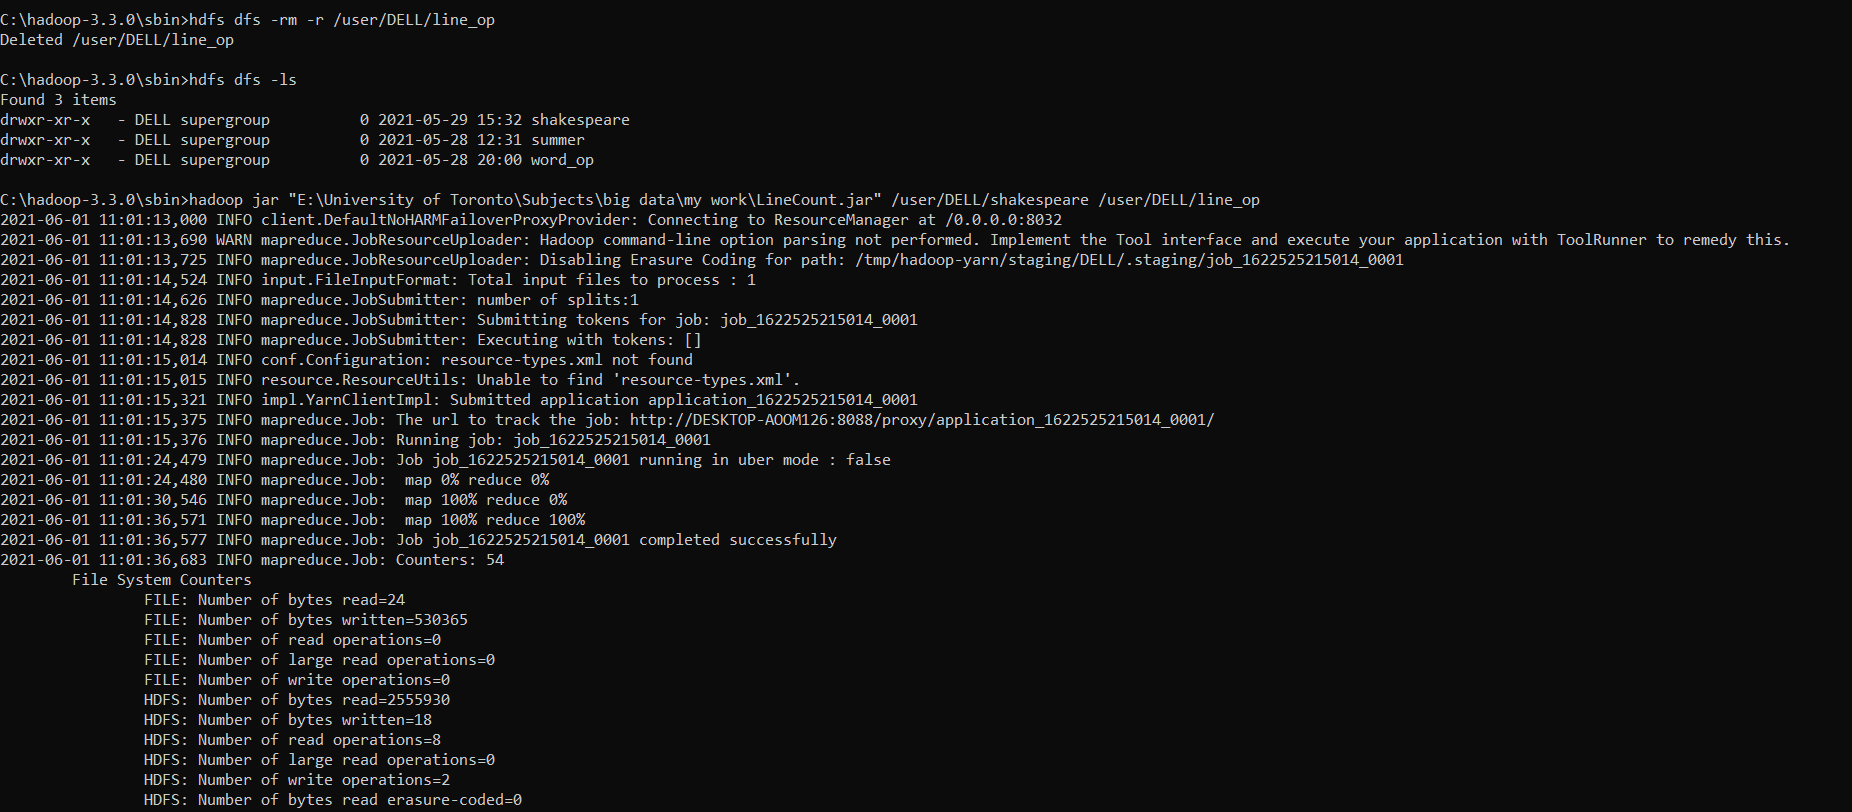 C:\hadoop-3.3.0\sbin>hdfs dfs -rm -r /user/DELL/line_op
Deleted /user/DELL/line_op
C:\hadoop-3.3.0\sbin>hdfs dfs -ls
Found 3 items
drwxr-xr-x   - DELL supergroup          0 2021-05-29 15:32 shakespeare
drwxr-xr-x   - DELL supergroup          0 2021-05-28 12:31 summer
drwxr-xr-x   - DELL supergroup          0 2021-05-28 20:00 word_op
C:\hadoop-3.3.0\sbin>hadoop jar "E:\University of Toronto\Subjects\big data\my work\LineCount.jar" /user/DELL/shakespeare /user/DELL/line_op
2021-06-01 11:01:13,000 INFO client.DefaultNoHARMFailoverProxyProvider: Connecting to ResourceManager at /0.0.0.0:8032
2021-06-01 11:01:13,690 WARN mapreduce.JobResourceUploader: Hadoop command-line option parsing not performed. Implement the Tool interface and execute your application with ToolRunner to remedy this.
2021-06-01 11:01:13,725 INFO mapreduce.JobResourceUploader: Disabling Erasure Coding for path: /tmp/hadoop-yarn/staging/DELL/.staging/job_1622525215014_0001
2021-06-01 11:01:14,524 INFO input.FileInputFormat: Total input files to process : 1
2021-06-01 11:01:14,626 INFO mapreduce.JobSubmitter: number of splits:1
2021-06-01 11:01:14,828 INFO mapreduce.JobSubmitter: Submitting tokens for job: job_1622525215014_0001
2021-06-01 11:01:14,828 INFO mapreduce.JobSubmitter: Executing with tokens: []
2021-06-01 11:01:15,014 INFO conf.Configuration: resource-types.xml not found
2021-06-01 11:01:15,015 INFO resource.ResourceUtils: Unable to find 'resource-types.xml'.
2021-06-01 11:01:15,321 INFO impl.YarnClientImpl: Submitted application application_1622525215014_0001
2021-06-01 11:01:15,375 INFO mapreduce.Job: The url to track the job: http://DESKTOP-AOOM126:8088/proxy/application_1622525215014_0001/
2021-06-01 11:01:15,376 INFO mapreduce.Job: Running job: job_1622525215014_0001
2021-06-01 11:01:24,479 INFO mapreduce.Job: Job job_1622525215014_0001 running in uber mode : false
2021-06-01 11:01:24,480 INFO mapreduce.Job:  map 0% reduce 0%
2021-06-01 11:01:30,546 INFO mapreduce.Job:  map 100% reduce 0%
2021-06-01 11:01:36,571 INFO mapreduce.Job:  map 100% reduce 100%
2021-06-01 11:01:36,577 INFO mapreduce.Job: Job job_1622525215014_0001 completed successfully
2021-06-01 11:01:36,683 INFO mapreduce.Job: Counters: 54
File System Counters
FILE: Number of bytes read=24
FILE: Number of bytes written=530365
FILE: Number of read operations=0
FILE: Number of large read operations=0
FILE: Number of write operations=0
HDFS: Number of bytes read=2555930
HDFS: Number of bytes written=18
HDFS: Number of read operations=8
HDFS: Number of large read operations=0
HDFS: Number of write operations=2
HDFS: Number of bytes read erasure-coded=0